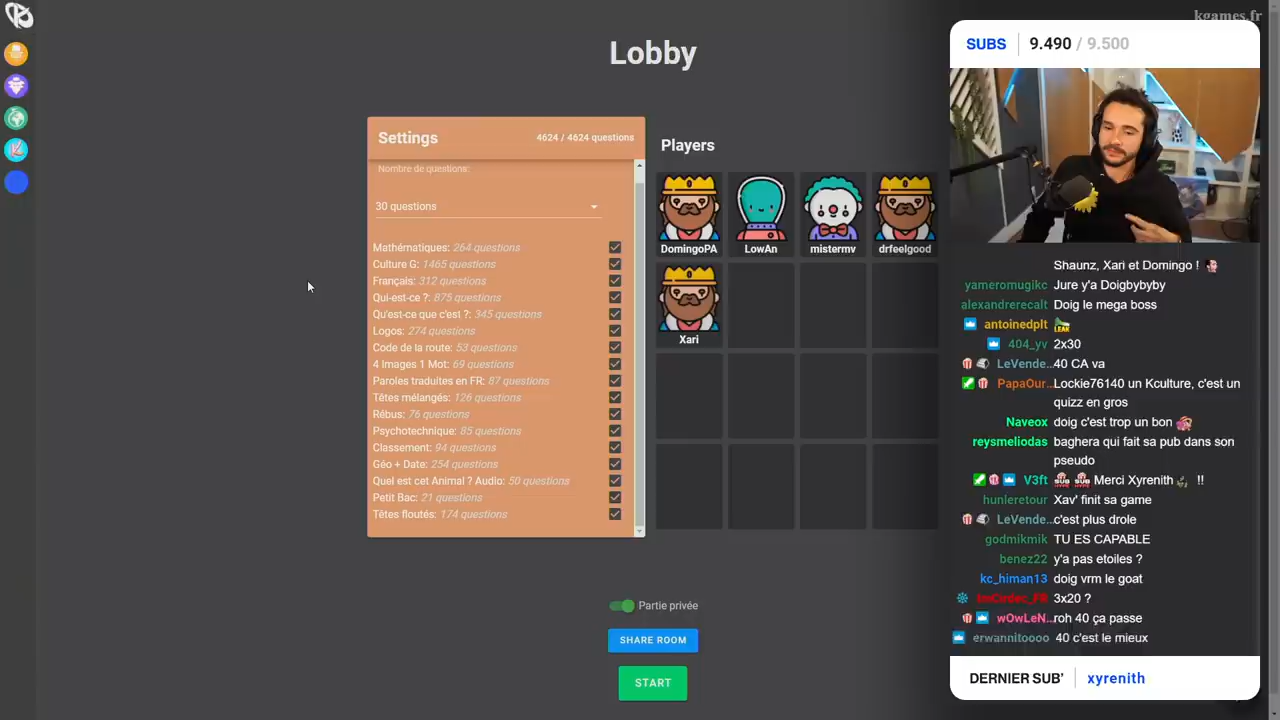 kgames.fr
Lobby
Settings
4624 / 4624 questions
Nombre de questions:
30 questions
Mathématiques: 264 questions
Culture G: 1465 questions
Français: 312 questions
Qui-est-ce ?: 875 questions
Qu'est-ce que c'est ?: 345 questions
Logos: 274 questions
Code de la route: 53 questions
4 Images 1 Mot: 69 questions
Paroles traduites en FR: 87 questions
Têtes mélangés: 126 questions
Rébus: 76 questions
Psychotechnique: 85 questions
Classement: 94 questions
Géo + Date: 254 questions
Quel est cet Animal ? Audio: 50 questions
Petit Bac: 21 questions
Têtes floutés: 174 questions
Players
DomingoPA
LowAn
mistermv
drfeelgood
Xari
Partie privée
SHARE ROOM
START
SUBS
9.490 / 9.500
Shaunz, Xari et Domingo !
yameromugikc Jure y'a Doigbybyby
alexandrerecalt Doig le mega boss
antoinedplt
404_yv 2x30
LeVende... 40 CA va
PapaOur... Lockie76140 un Kculture, c'est un
quizz en gros
Naveox doig c'est trop un bon
reysmeliodas baghera qui fait sa pub dans son
pseudo
V3ft Merci Xyrenith !!
hunleretour Xav' finit sa game
LeVende... c'est plus drole
godmikmik TU ES CAPABLE
benez22 y'a pas etoiles ?
kc_himan13 doig vrm le goat
ImCirdec_FR 3x20 ?
wOwLeN... roh 40 ça passe
erwannitoooo 40 c'est le mieux
DERNIER SUB'
xyrenith